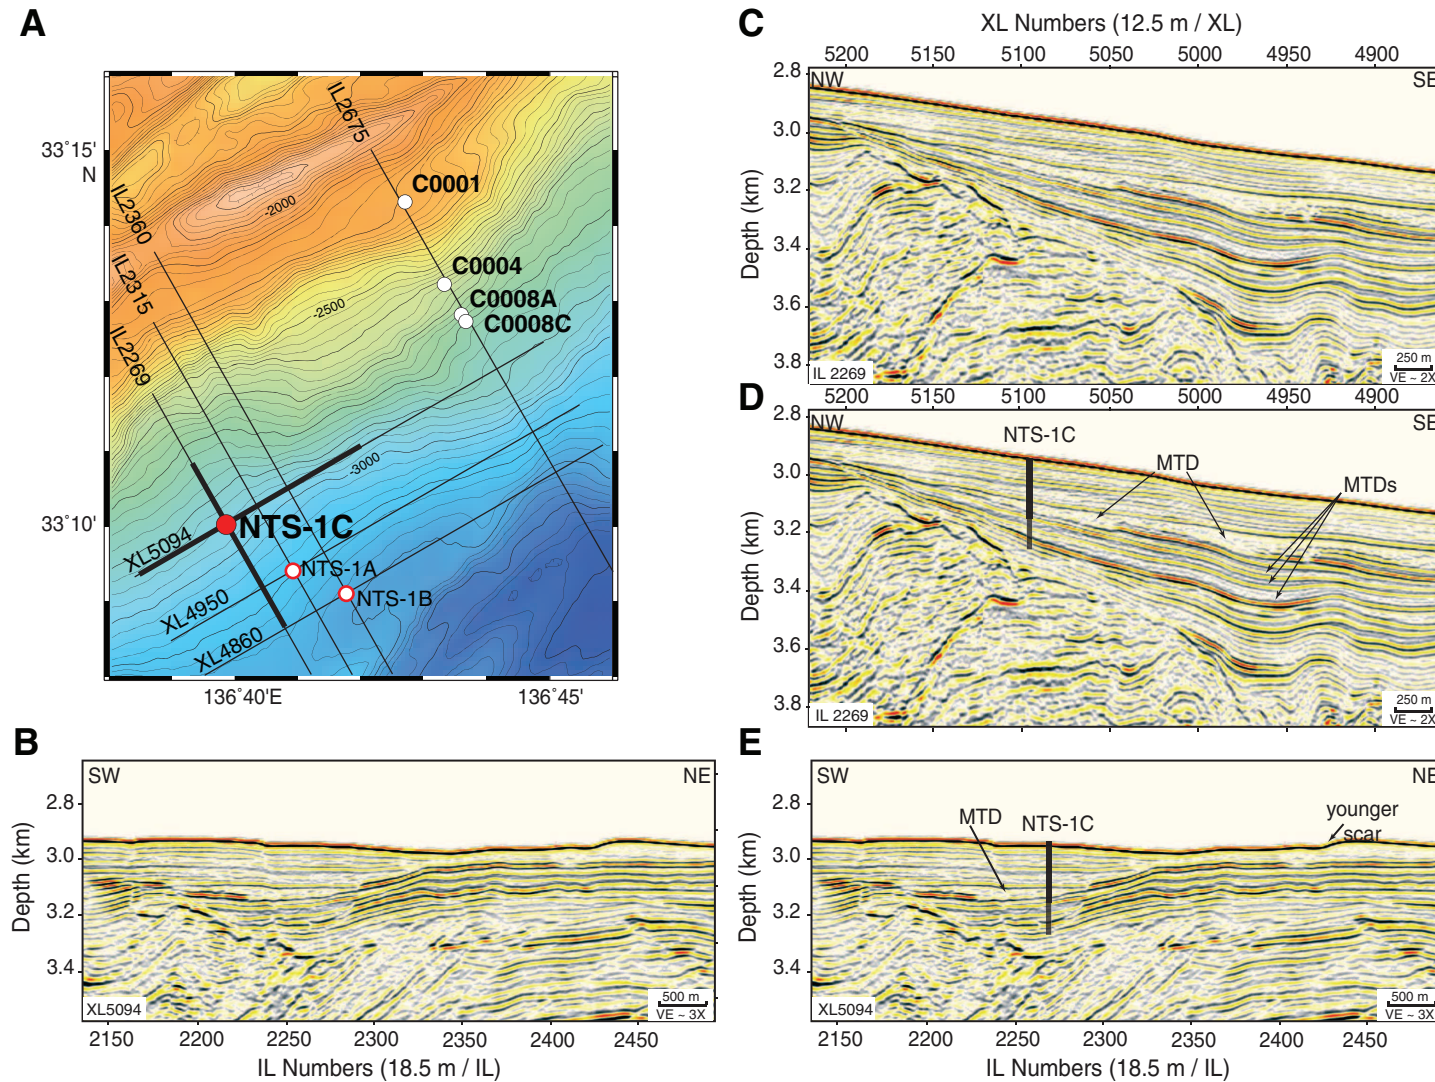 A
33°15'
N
33°10'
136°40'E
136°45'
IL2675
IL2360
IL2315
IL2269
-2000
-2500
-3000
C0001
C0004
C0008A
C0008C
XL5094
NTS-1C
NTS-1A
XL4950
NTS-1B
XL4860
B
SW
NE
2.8
3.0
3.2
3.4
Depth (km)
XL5094
500 m
VE ~ 3X
2150
2200
2250
2300
2350
2400
2450
IL Numbers (18.5 m / IL)
C
XL Numbers (12.5 m / XL)
5200
5150
5100
5050
5000
4950
4900
NW
SE
2.8
3.0
3.2
3.4
3.6
3.8
Depth (km)
IL 2269
250 m
VE ~ 2X
D
5200
5150
5100
5050
5000
4950
4900
NW
SE
NTS-1C
MTD
MTDs
2.8
3.0
3.2
3.4
3.6
3.8
Depth (km)
IL 2269
250 m
VE ~ 2X
E
SW
NE
MTD
NTS-1C
younger
scar
2.8
3.0
3.2
3.4
Depth (km)
XL5094
500 m
VE ~ 3X
2150
2200
2250
2300
2350
2400
2450
IL Numbers (18.5 m / IL)